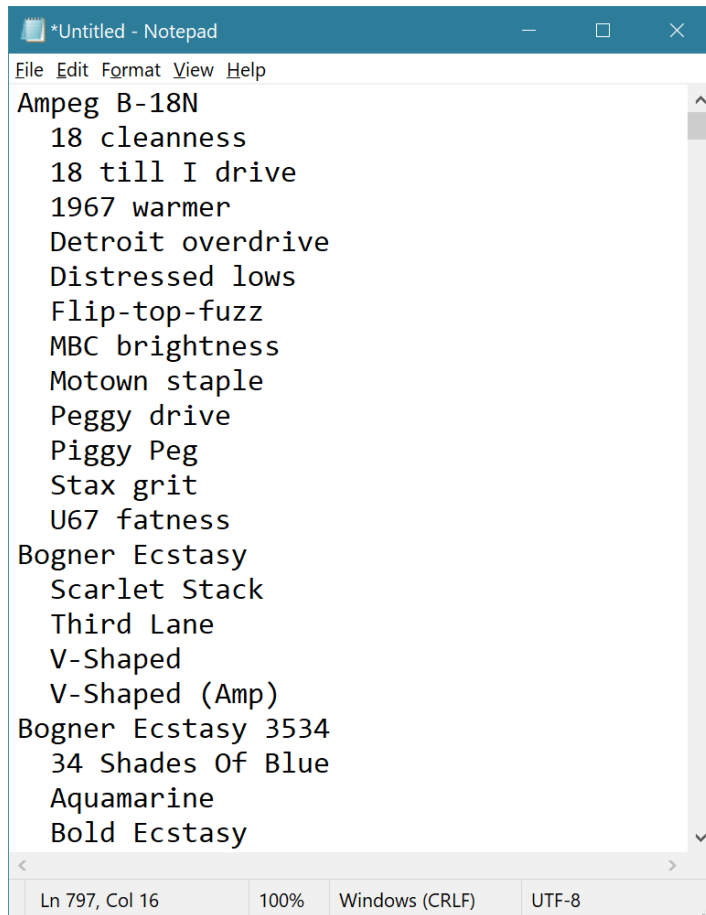 *Untitled - Notepad
File Edit Format View Help
Ampeg B-18N
18 cleanness
18 till I drive
1967 warmer
Detroit overdrive
Distressed lows
Flip-top-fuzz
MBC brightness
Motown staple
Peggy drive
Piggy Peg
Stax grit
U67 fatness
Bogner Ecstasy
Scarlet Stack
Third Lane
V-Shaped
V-Shaped (Amp)
Bogner Ecstasy 3534
34 Shades Of Blue
Aquamarine
Bold Ecstasy
Ln 797, Col 16 100% Windows (CRLF) UTF-8